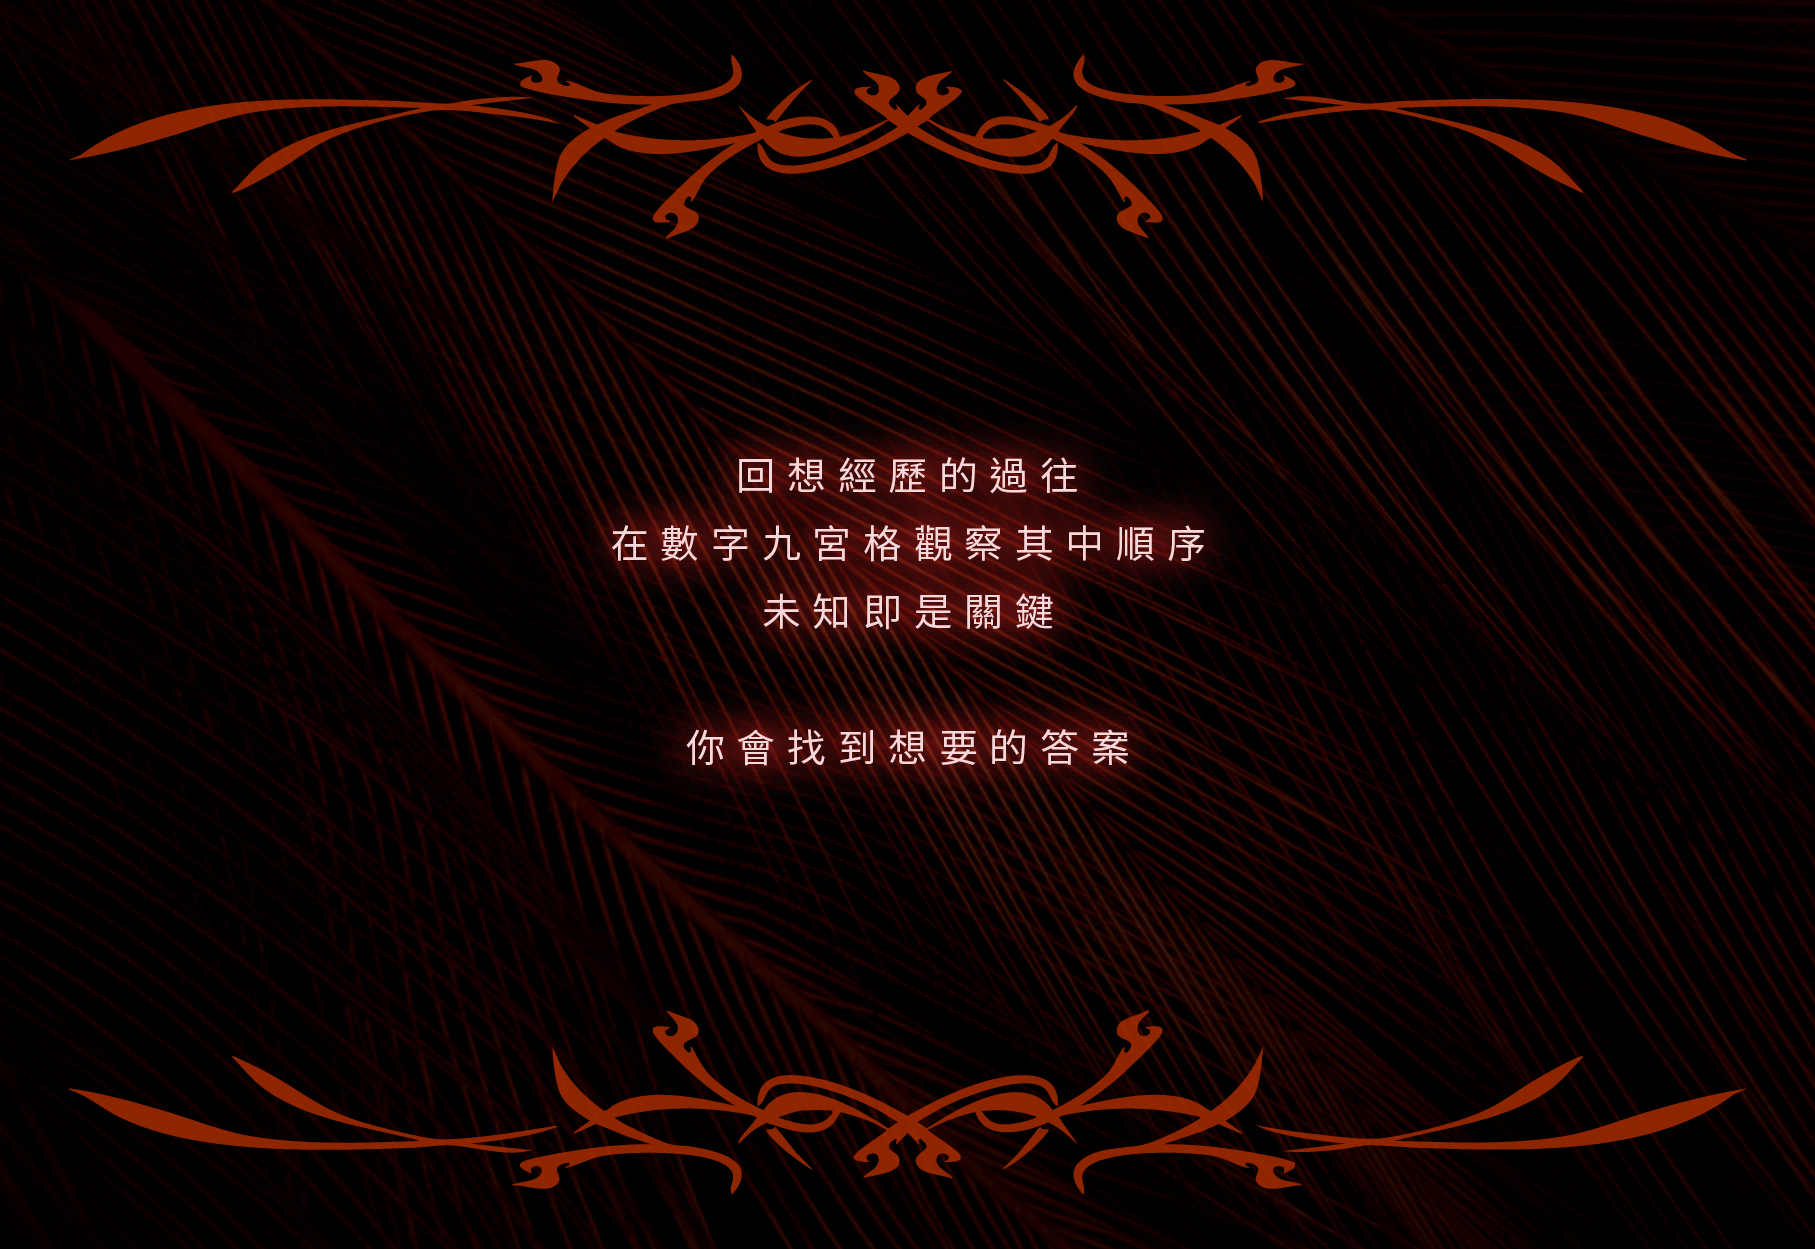 回想經歷的過往
在數字九宮格觀察其中順序
未知即是關鍵
你會找到想要的答案